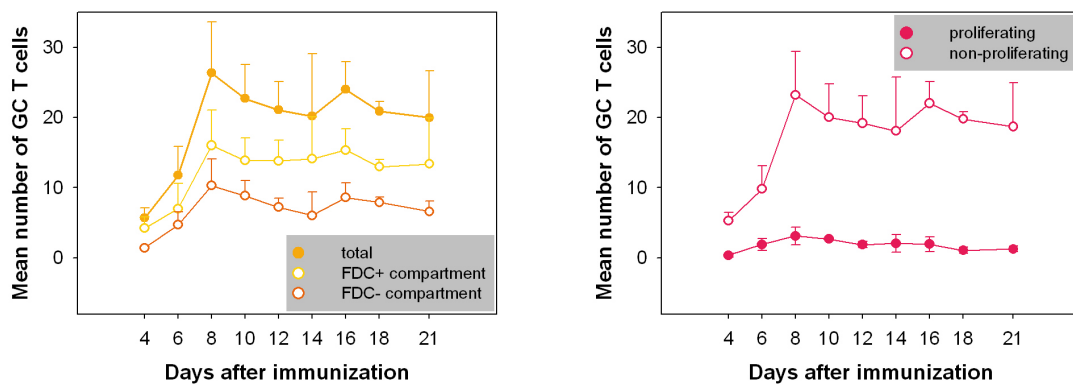 Mean number of GC T cells
30
20
10
0
total
FDC+ compartment
FDC- compartment
4 6 8 10 12 14 16 18 21
Days after immunization
Mean number of GC T cells
30
20
10
0
proliferating
non-proliferating
4 6 8 10 12 14 16 18 21
Days after immunization